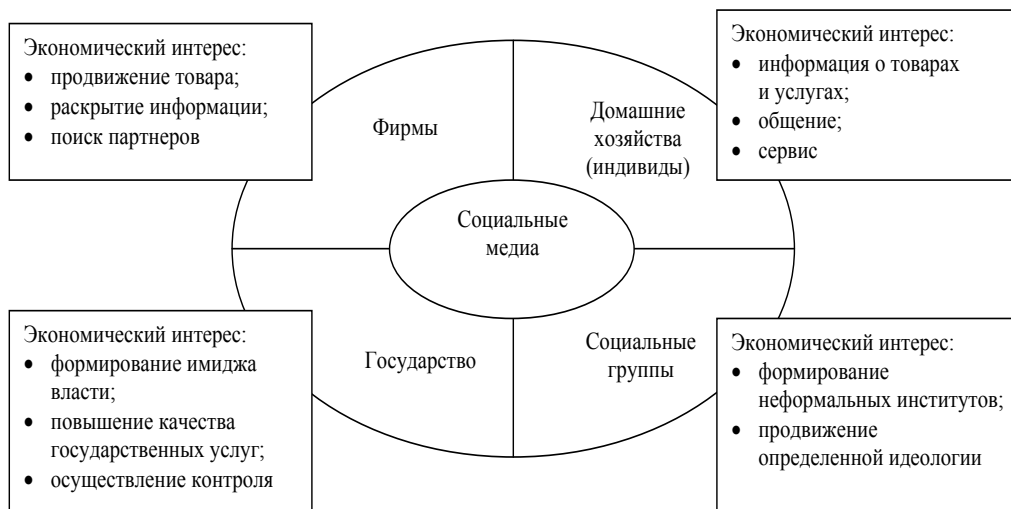 Экономический интерес:
• продвижение товара;
• раскрытие информации;
• поиск партнеров
Фирмы
Домашние
хозяйства
(индивиды)
Экономический интерес:
• информация о товарах
и услугах;
• общение;
• сервис
Социальные
медиа
Экономический интерес:
• формирование имиджа
власти;
• повышение качества
государственных услуг;
• осуществление контроля
Государство
Социальные
группы
Экономический интерес:
• формирование
неформальных институтов;
• продвижение
определенной идеологии